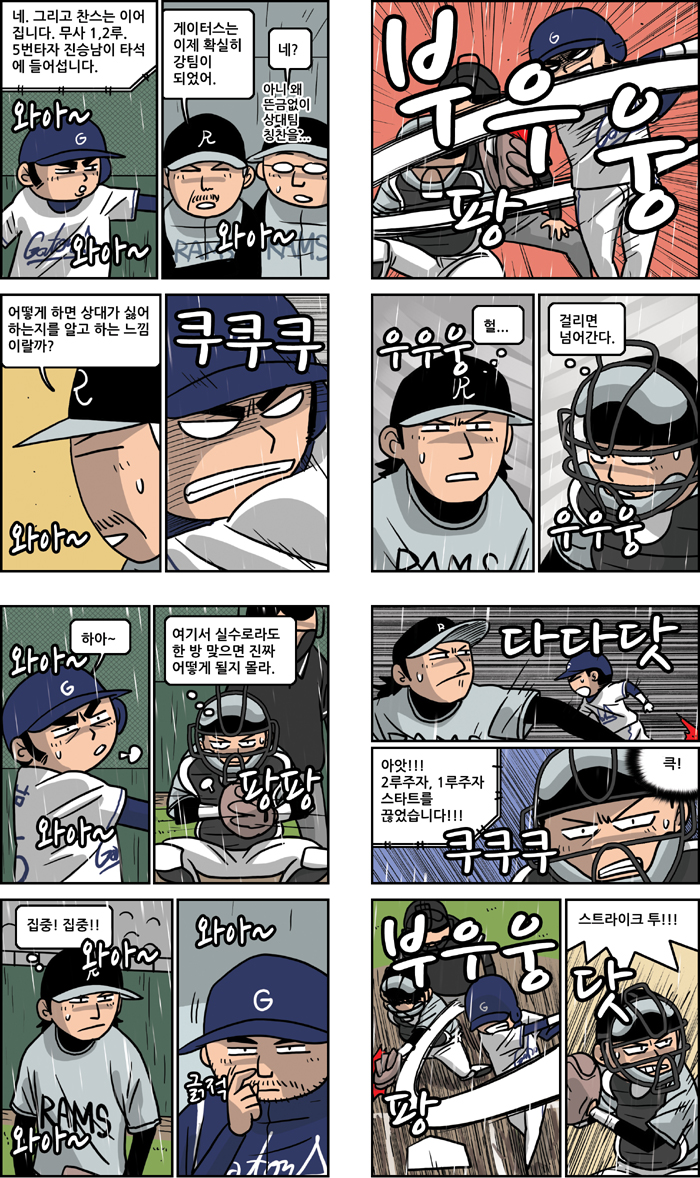 네. 그리고 찬스는 이어
집니다. 무사 1,2루.
5번타자 진승남이 타석
에 들어섭니다.
와아~
G
Gators
와아~
게이터스는
이제 확실히
강팀이
되었어.
네?
아니 왜
뜬금없이
상대팀
칭찬을...
R
RAMS
RAMS
와아~
어떻게 하면 상대가 싫어
하는지를 알고 하는 느낌
이랄까?
R
와아~
쿠쿠쿠
부우웅
팡
우우웅
헐...
R
RAMS
걸리면
넘어간다.
우우웅
와아~
하아~
G
와아~
여기서 실수로라도
한 방 맞으면 진짜
어떻게 될지 몰라.
팡팡
집중! 집중!!
와아~
RAMS
와아~
와아~
G
긁적
Gators
R
다다닷
아앗!!!
2루주자, 1루주자
스타트를
끊었습니다!!!
큭!
쿠쿠쿠
부우웅
G
팡
스트라이크 투!!!
닷